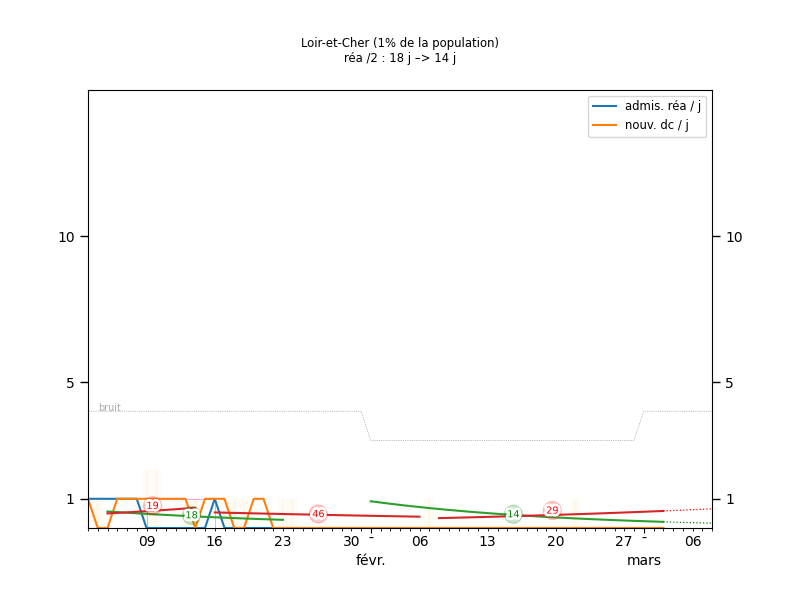 Loir-et-Cher (1% de la population)
réa /2 : 18 j –> 14 j
admis. réa / j
nouv. dc / j
10 10
5 5
bruit
1 1
19
18
46
14
29
09 16 23 30 - 06 13 20 27 - 06
févr. mars